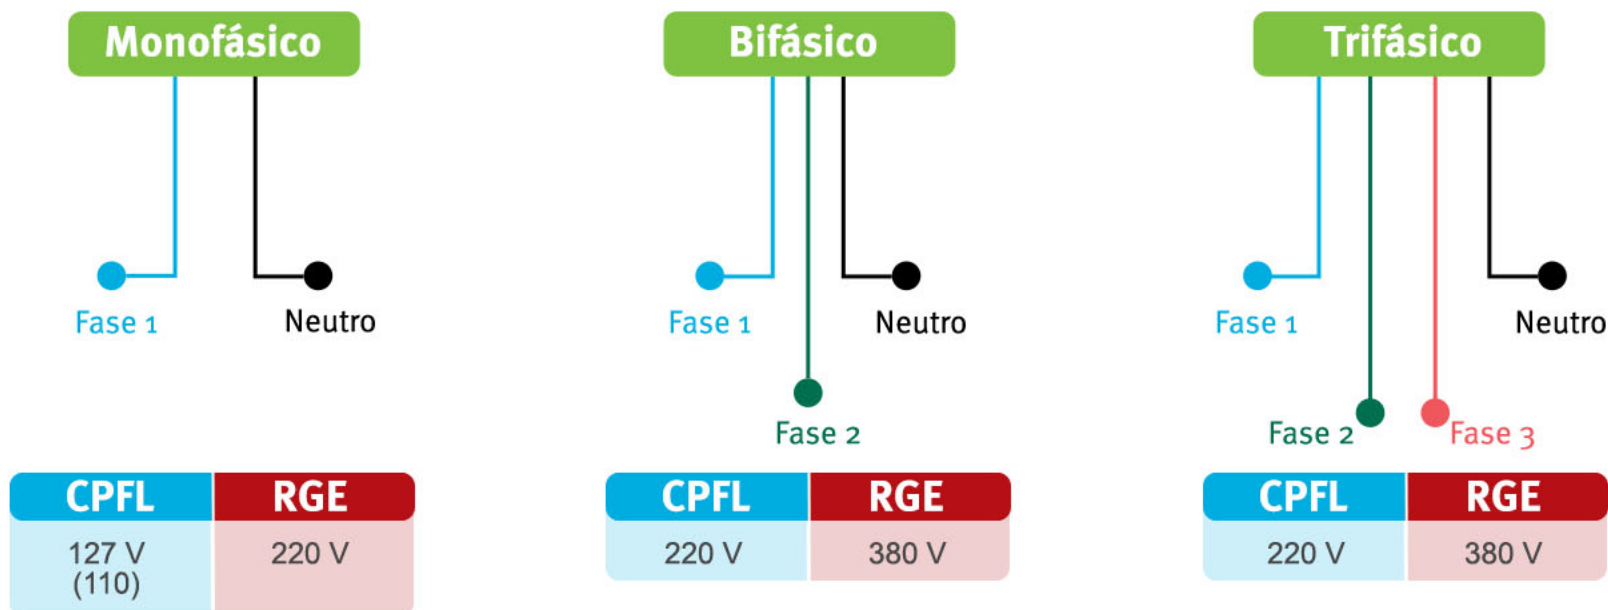 Monofásico
Fase 1
Neutro
CPFL
RGE
127 V
(110)
220 V
Bifásico
Fase 1
Neutro
Fase 2
CPFL
RGE
220 V
380 V
Trifásico
Fase 1
Neutro
Fase 2
Fase 3
CPFL
RGE
220 V
380 V